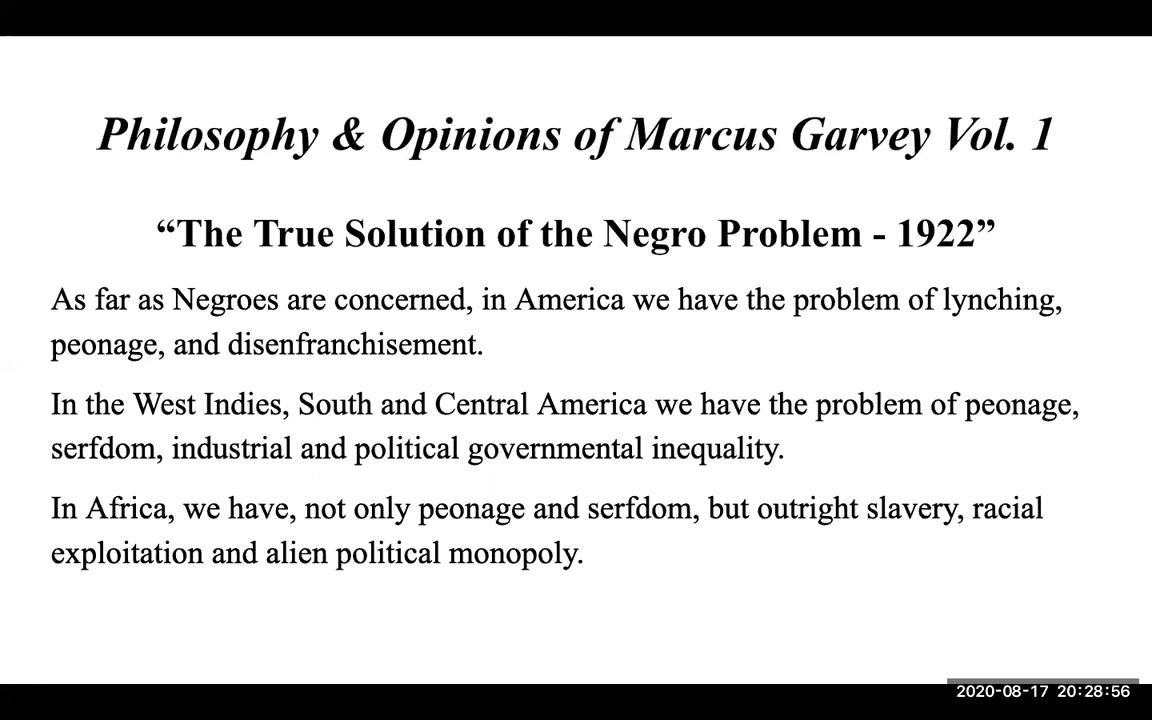 Philosophy & Opinions of Marcus Garvey Vol. 1
“The True Solution of the Negro Problem - 1922”
As far as Negroes are concerned, in America we have the problem of lynching,
peonage, and disenfranchisement.
In the West Indies, South and Central America we have the problem of peonage,
serfdom, industrial and political governmental inequality.
In Africa, we have, not only peonage and serfdom, but outright slavery, racial
exploitation and alien political monopoly.
2020-08-17 20:28:56